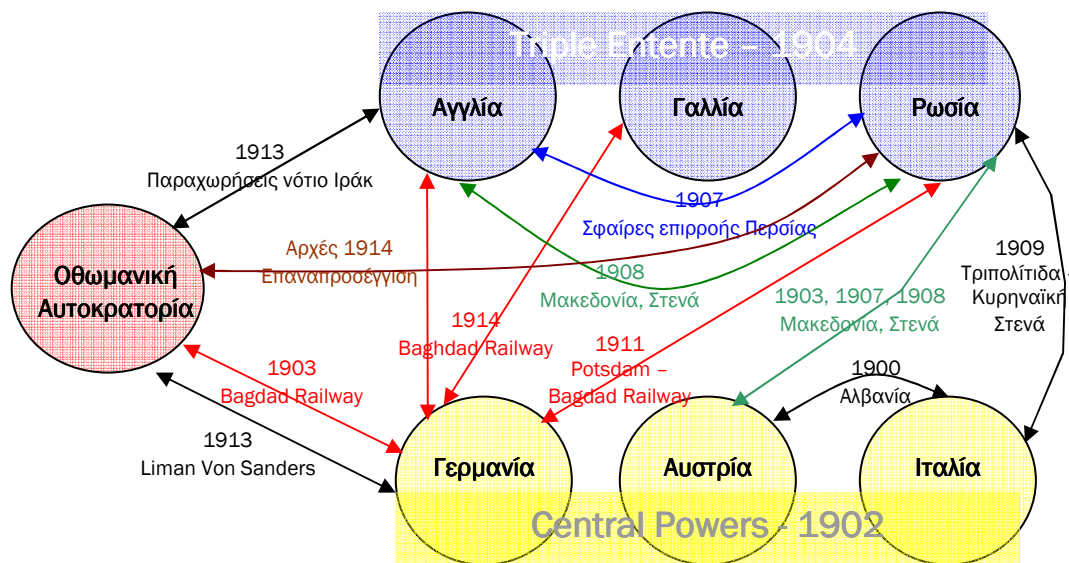 Triple Entente – 1904
Αγγλία
Γαλλία
Ρωσία
1913
Παραχωρήσεις νότιο Ιράκ
1907
Σφαίρες επιρροής Περσίας
Αρχές 1914
Επαναπροσέγγιση
Οθωμανική
Αυτοκρατορία
1908
Μακεδονία, Στενά
1903, 1907, 1908
Μακεδονία, Στενά
1909
Τριπολίτιδα -
Κυρηναϊκή
Στενά
1914
Baghdad Railway
1911
Potsdam –
Bagdad Railway
1903
Bagdad Railway
1900
Αλβανία
1913
Liman Von Sanders
Γερμανία
Αυστρία
Ιταλία
Central Powers - 1902